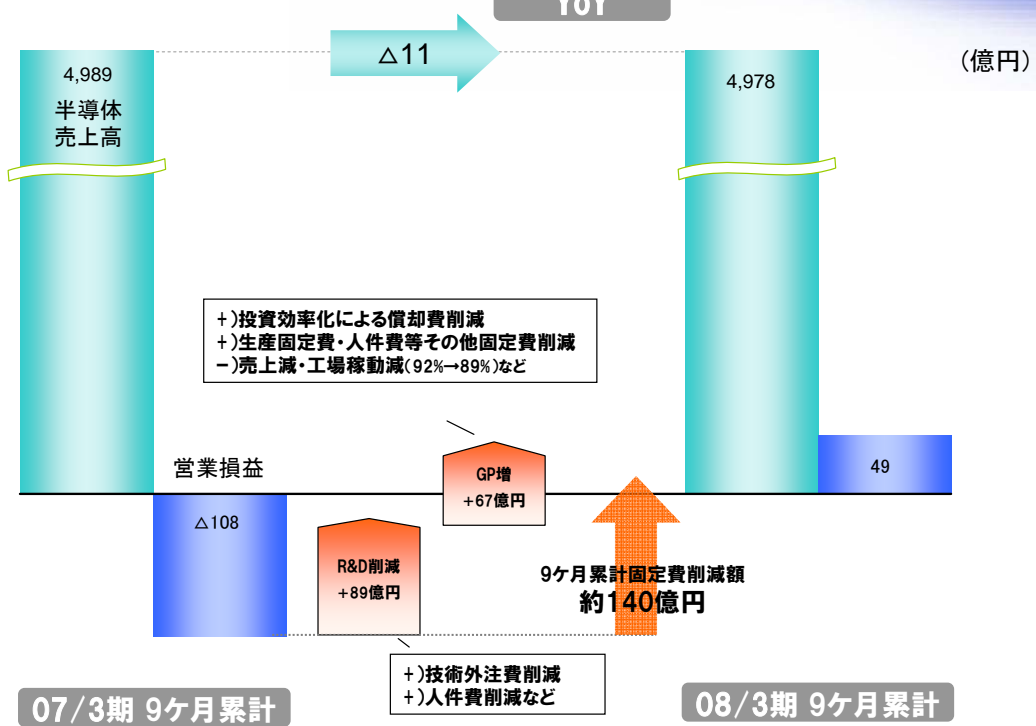 YOY
△11
(億円)
4,989
半導体
売上高
4,978
+)投資効率化による償却費削減
+)生産固定費・人件費等その他固定費削減
-)売上減・工場稼動減(92%→89%)など
営業損益
△108
GP増
+67億円
49
R&D削減
+89億円
9ケ月累計固定費削減額
約140億円
+)技術外注費削減
+)人件費削減など
07/3期 9ケ月累計
08/3期 9ケ月累計